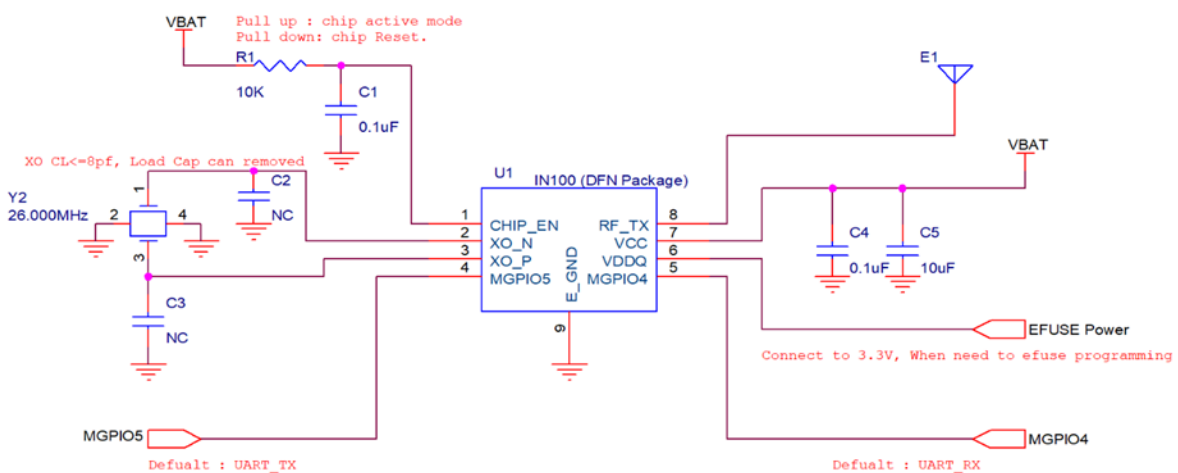 VBAT
Pull up : chip active mode
Pull down: chip Reset.
R1
10K
C1
0.1uF
E1
VBAT
XO CL<=8pf, Load Cap can removed
Y2
26.000MHz
1
2
4
3
C2
NC
C3
NC
U1
IN100 (DFN Package)
1
CHIP_EN
2
XO_N
3
XO_P
4
MGPIO5
E_GND
9
RF_TX
8
VCC
7
VDDQ
6
MGPIO4
5
C4
0.1uF
C5
10uF
EFUSE Power
Connect to 3.3V, When need to efuse programming
MGPIO5
Defualt : UART_TX
MGPIO4
Defualt : UART_RX